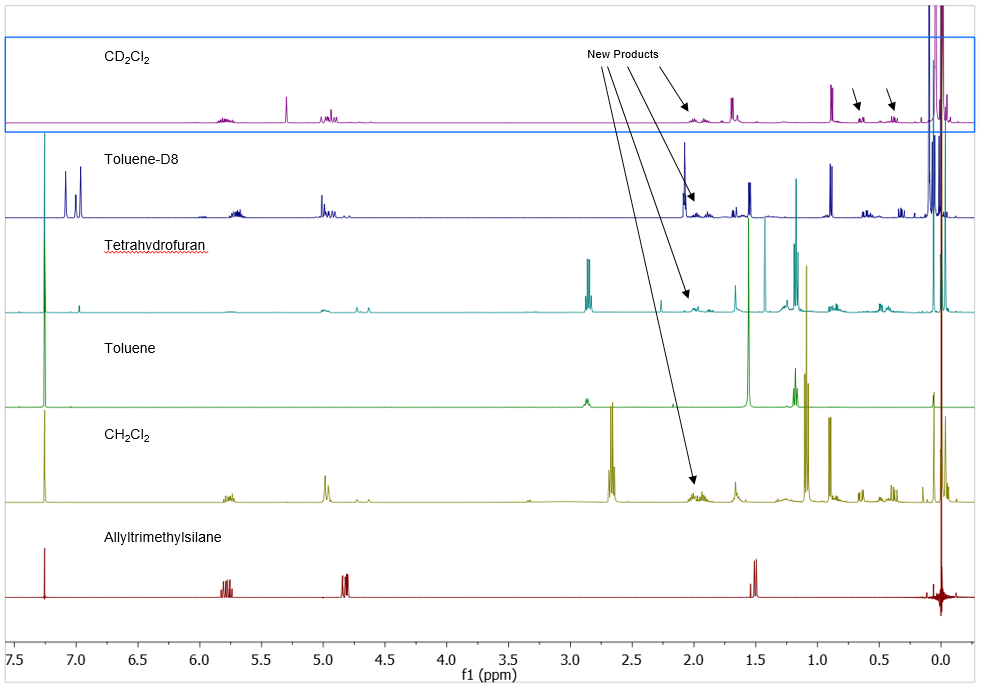 CD₂Cl₂
New Products
Toluene-D8
Tetrahydrofuran
Toluene
CH₂Cl₂
Allyltrimethylsilane
7.5 7.0 6.5 6.0 5.5 5.0 4.5 4.0 3.5 3.0 2.5 2.0 1.5 1.0 0.5 0.0
f1 (ppm)